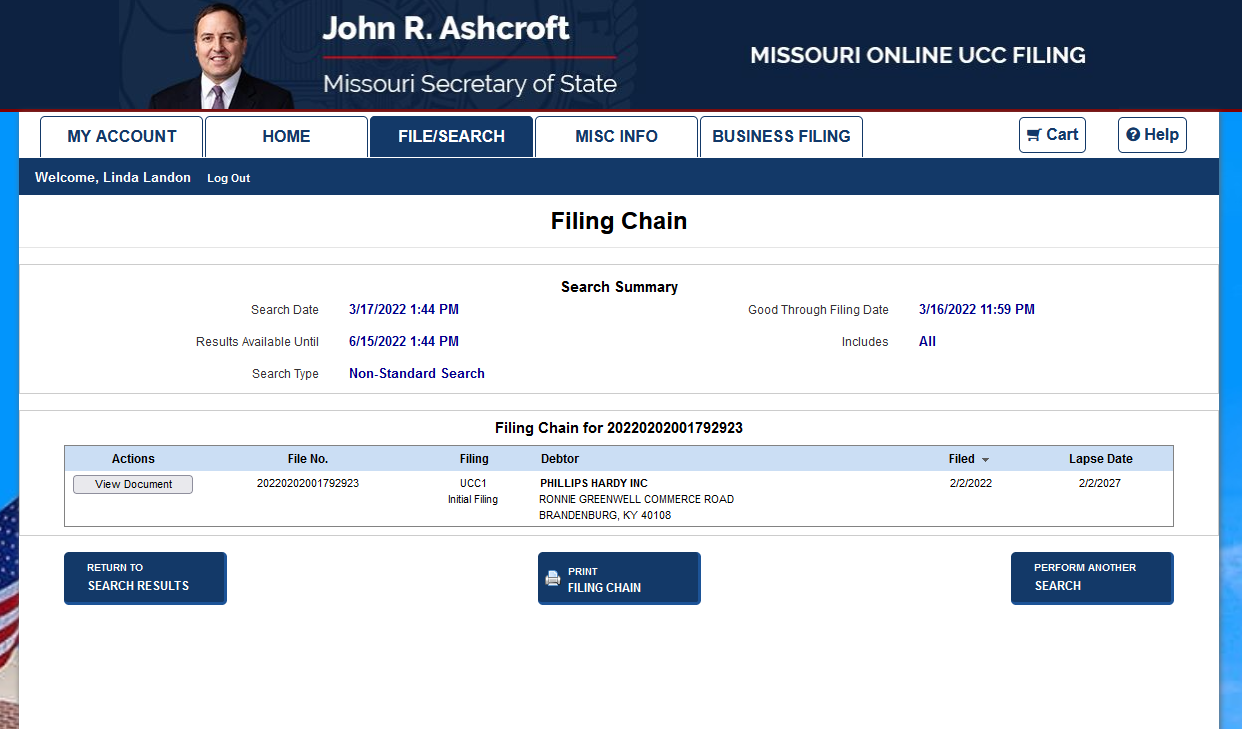 John R. Ashcroft
Missouri Secretary of State
MISSOURI ONLINE UCC FILING
MY ACCOUNT
HOME
FILE/SEARCH
MISC INFO
BUSINESS FILING
Cart
Help
Welcome, Linda Landon
Log Out
Filing Chain
Search Summary
Search Date 3/17/2022 1:44 PM
Good Through Filing Date 3/16/2022 11:59 PM
Results Available Until 6/15/2022 1:44 PM
Includes All
Search Type Non-Standard Search
Filing Chain for 20220202001792923
Actions File No. Filing Debtor Filed Lapse Date
View Document 20220202001792923 UCC1 PHILLIPS HARDY INC 2/2/2022 2/2/2027
Initial Filing RONNIE GREENWELL COMMERCE ROAD
BRANDENBURG, KY 40108
RETURN TO
SEARCH RESULTS
PRINT
FILING CHAIN
PERFORM ANOTHER
SEARCH